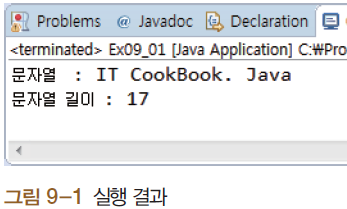 Problems @ Javadoc Declaration
<terminated> Ex09_01 [Java Application] C:₩Pro
문자열 : IT CookBook. Java
문자열 길이 : 17
그림 9-1 실행 결과